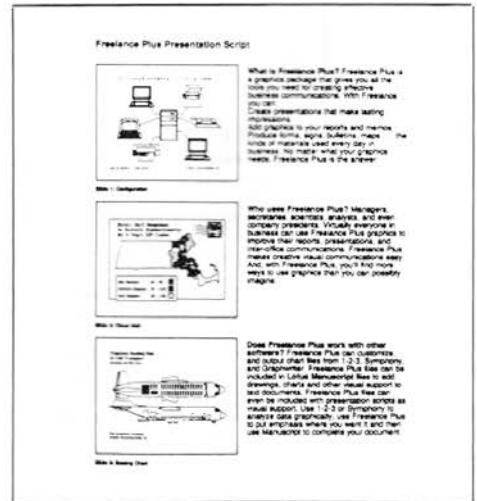 Freelance Plus Presentation Script
What is Freelance Plus? Freelance Plus is
a graphics package that gives you all the
tools you need for creating effective
business communications. With Freelance
you can:
Create presentations that make lasting
impressions.
Add graphics to your reports and memos.
Produce forms, signs, bulletins, maps the
kinds of materials used every day in
business. No matter what your graphics
needs, Freelance Plus is the answer.
Slide 1: Configuration
Who uses Freelance Plus? Managers,
secretaries, scientists, analysts, and even
company presidents. Virtually everyone in
business can use Freelance Plus graphics to
improve their reports, presentations, and
inter-office communications. Freelance Plus
makes creative visual communications easy.
And, with Freelance Plus, you'll find more
ways to use graphics than you can possibly
imagine.
Slide 2: Mail
Does Freelance Plus work with other
software? Freelance Plus can customize
and output chart files from 1-2-3, Symphony,
and Graphwriter. Freelance Plus files can be
included in Lotus Manuscript files to add
drawings, charts and other visual support to
text documents. Freelance Plus files can
even be included with presentation scripts as
visual support. Use 1-2-3 or Symphony to
analyze data graphically, use Freelance Plus
to put emphasis where you want it and then
use Manuscript to complete your document.
Slide 3: Seating Chart